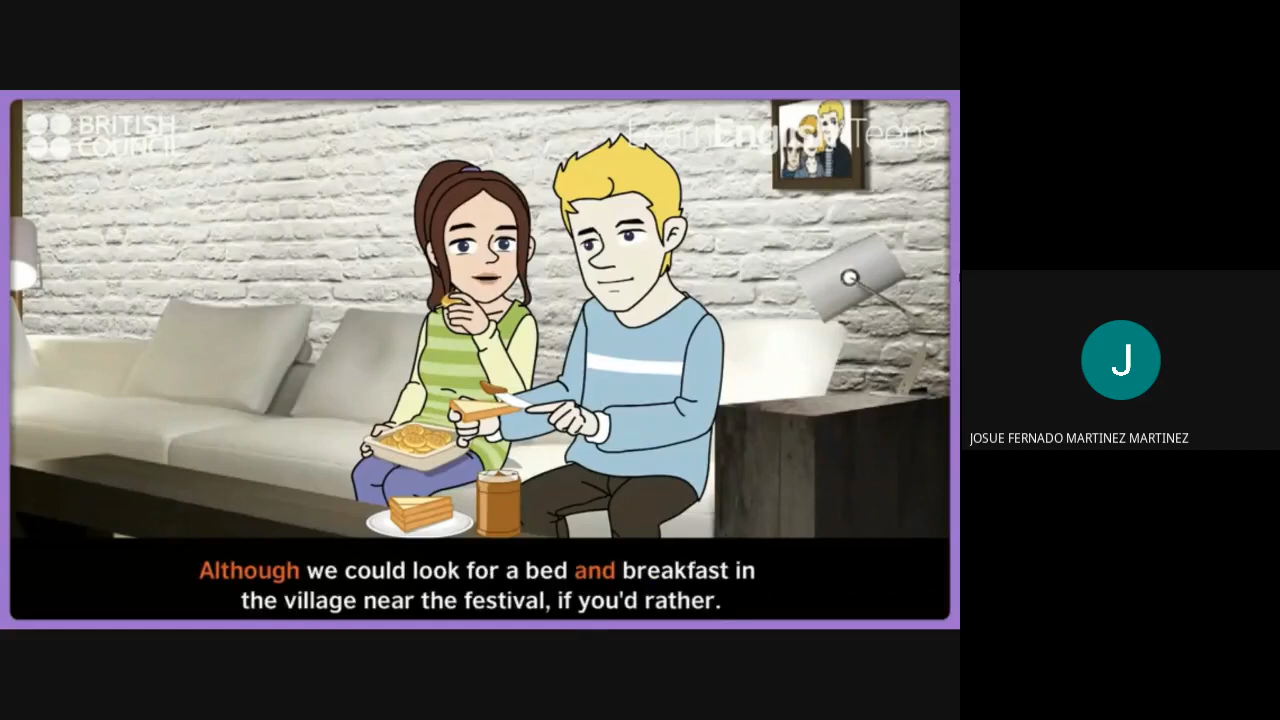 BRITISH
COUNCIL
LearnEnglish Teens
J
JOSUE FERNADO MARTINEZ MARTINEZ
Although we could look for a bed and breakfast in
the village near the festival, if you'd rather.